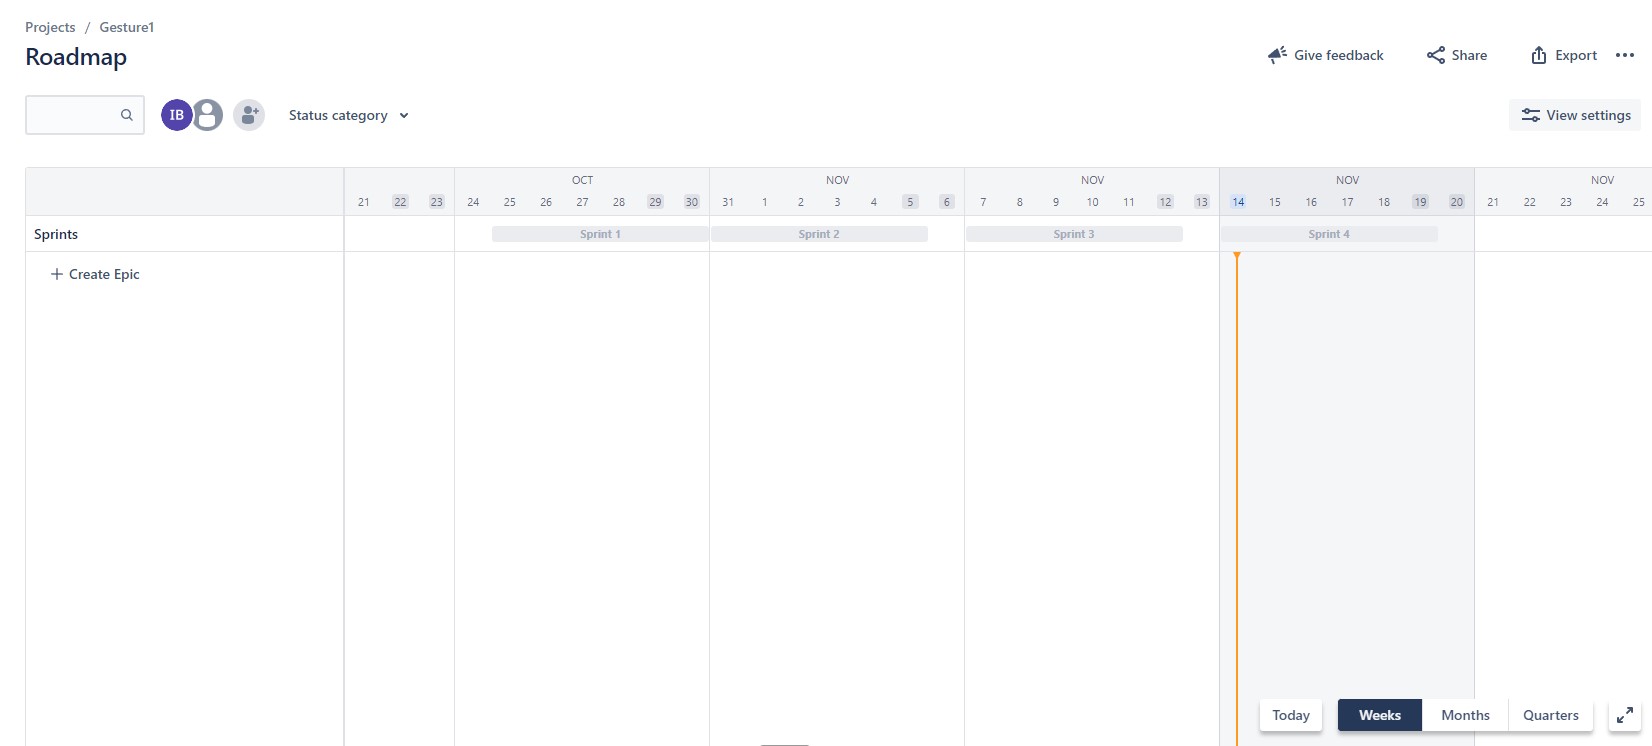 Projects / Gesture1
Roadmap
Give feedback
Share
Export
IB
Status category
View settings
OCT NOV NOV NOV NOV
21 22 23 24 25 26 27 28 29 30 31 1 2 3 4 5 6 7 8 9 10 11 12 13 14 15 16 17 18 19 20 21 22 23 24 25
Sprints Sprint 1 Sprint 2 Sprint 3 Sprint 4
+ Create Epic
Today Weeks Months Quarters